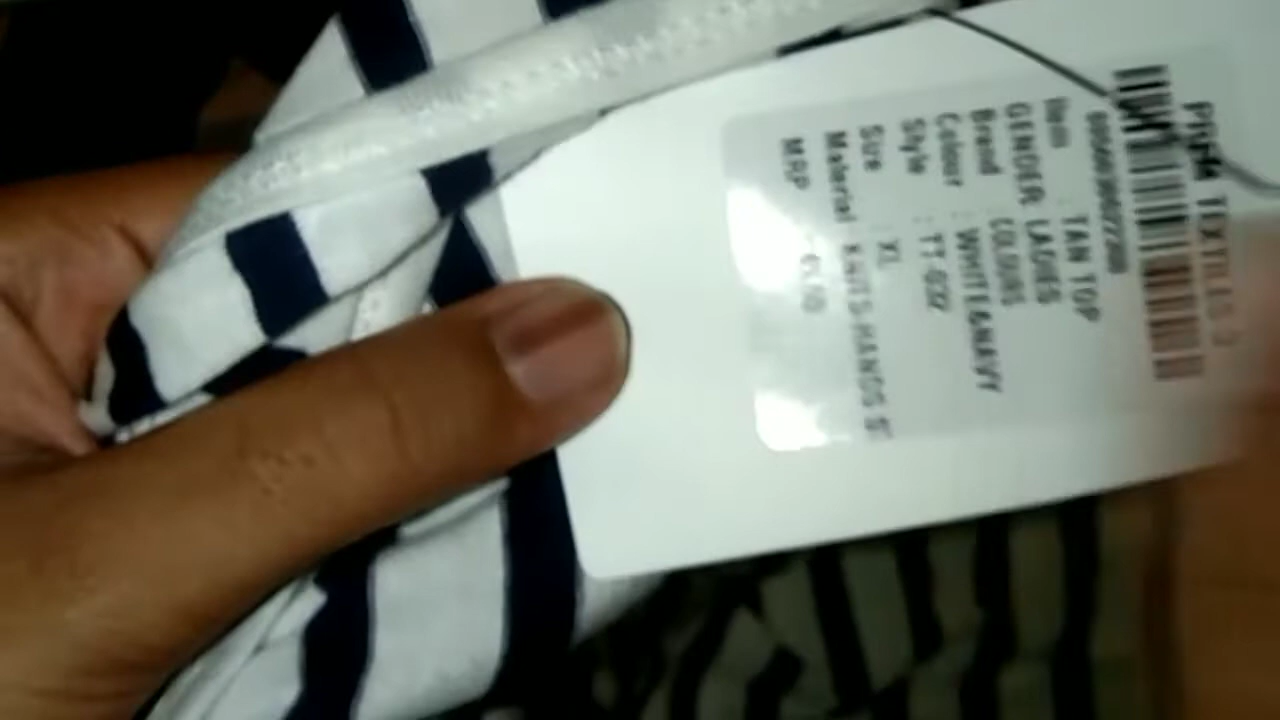 TEXTILES
Item : TAN TOP
GENDER LADIES
Brand COLOURS
Colour : WHITE&NAVY
Style : TT-032
Size : XL
Material KNITS-HANDS
MRP